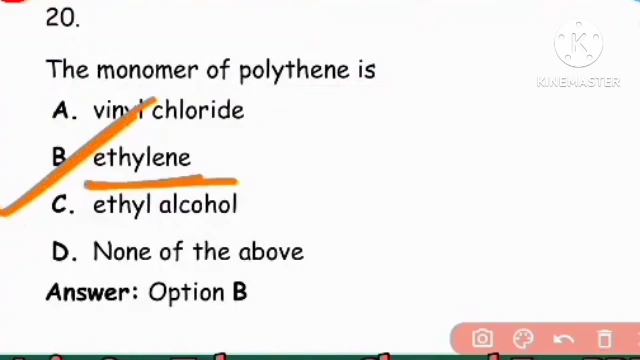 20.
KINEMASTER
The monomer of polythene is
A. vinyl chloride
B. ethylene
C. ethyl alcohol
D. None of the above
Answer: Option B